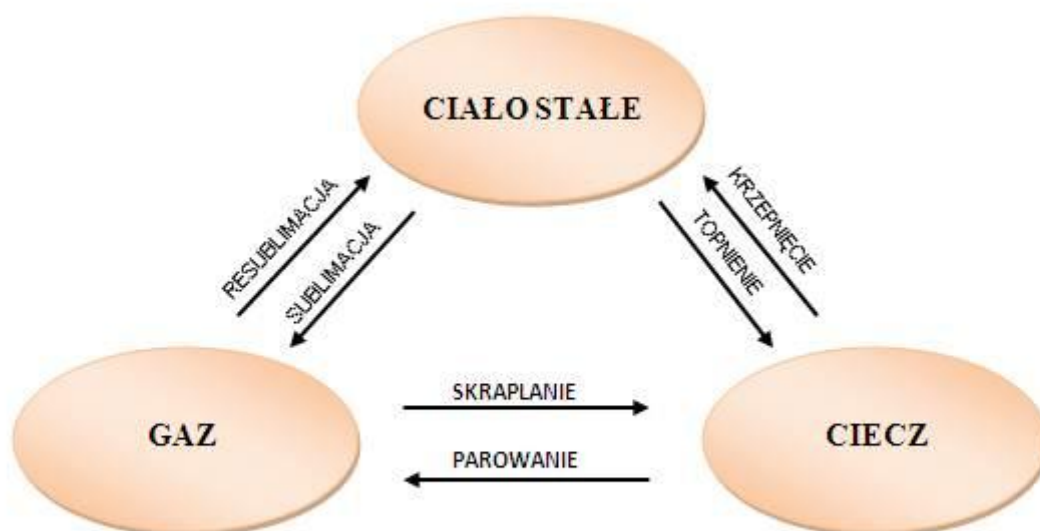 CIAŁO STAŁE
RESUBLIMACJA
SUBLIMACJA
TOPNIENIE
KRZEPNIĘCIE
GAZ
SKRAPLANIE
PAROWANIE
CIECZ